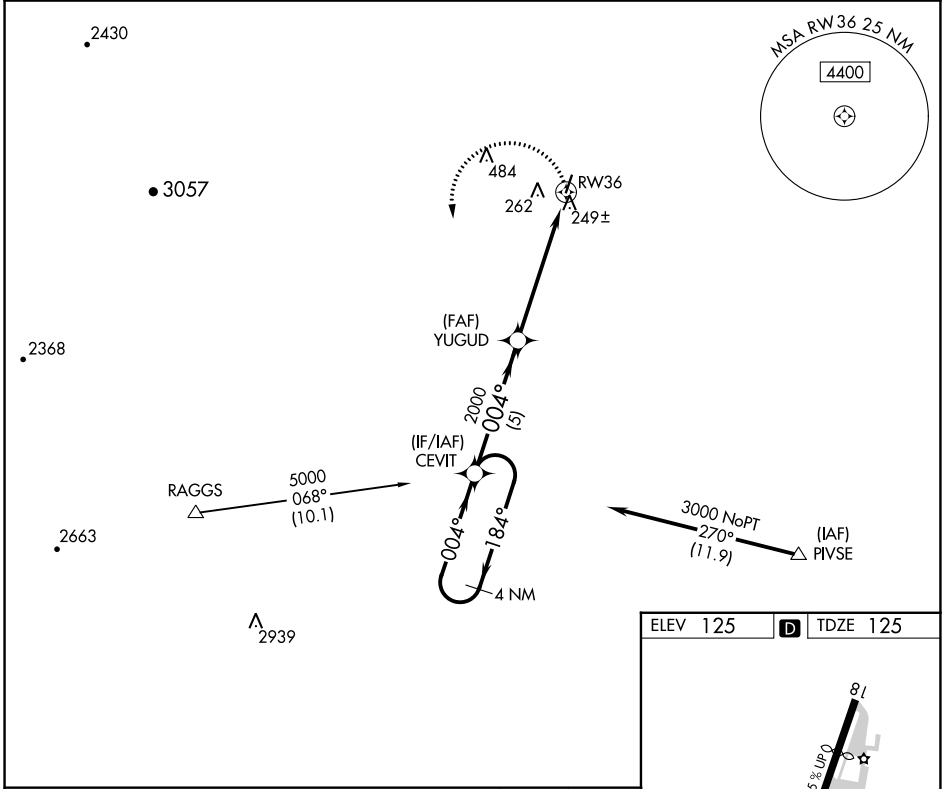 2430
MSA RW36 25 NM
4400
3057
484
262
RW36
249±
(FAF)
YUGUD
2368
2000
004°
(5)
(IF/IAF)
CEVIT
RAGGS
5000
068°
(10.1)
3000 NoPT
270°
(11.9)
(IAF)
PIVSE
2663
004°
184°
4 NM
2939
ELEV 125
D
TDZE 125
18
5% UP